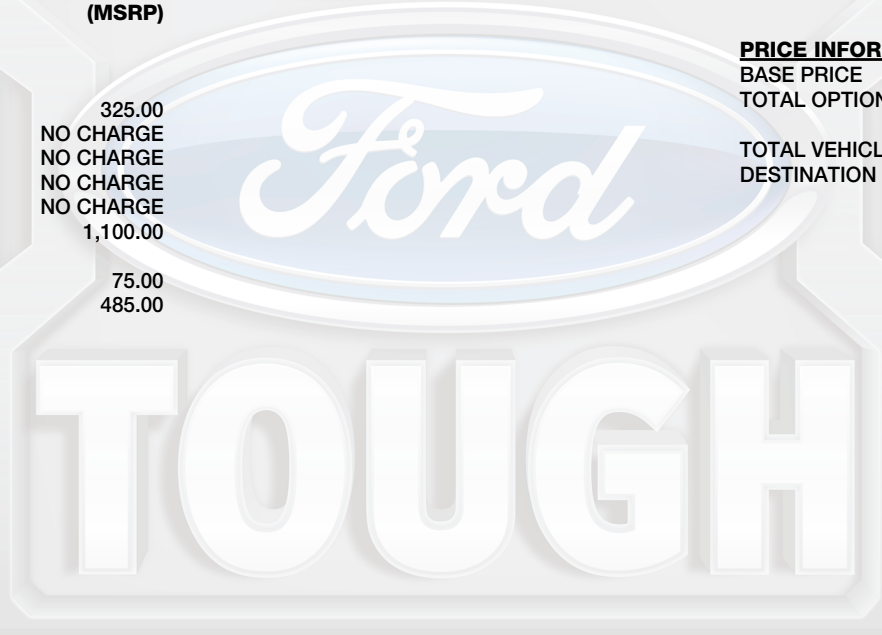 (MSRP)
325.00
NO CHARGE
NO CHARGE
NO CHARGE
NO CHARGE
1,100.00
75.00
485.00
PRICE INFOR
BASE PRICE
TOTAL OPTION
TOTAL VEHICL
DESTINATION
Ford
TOUGH